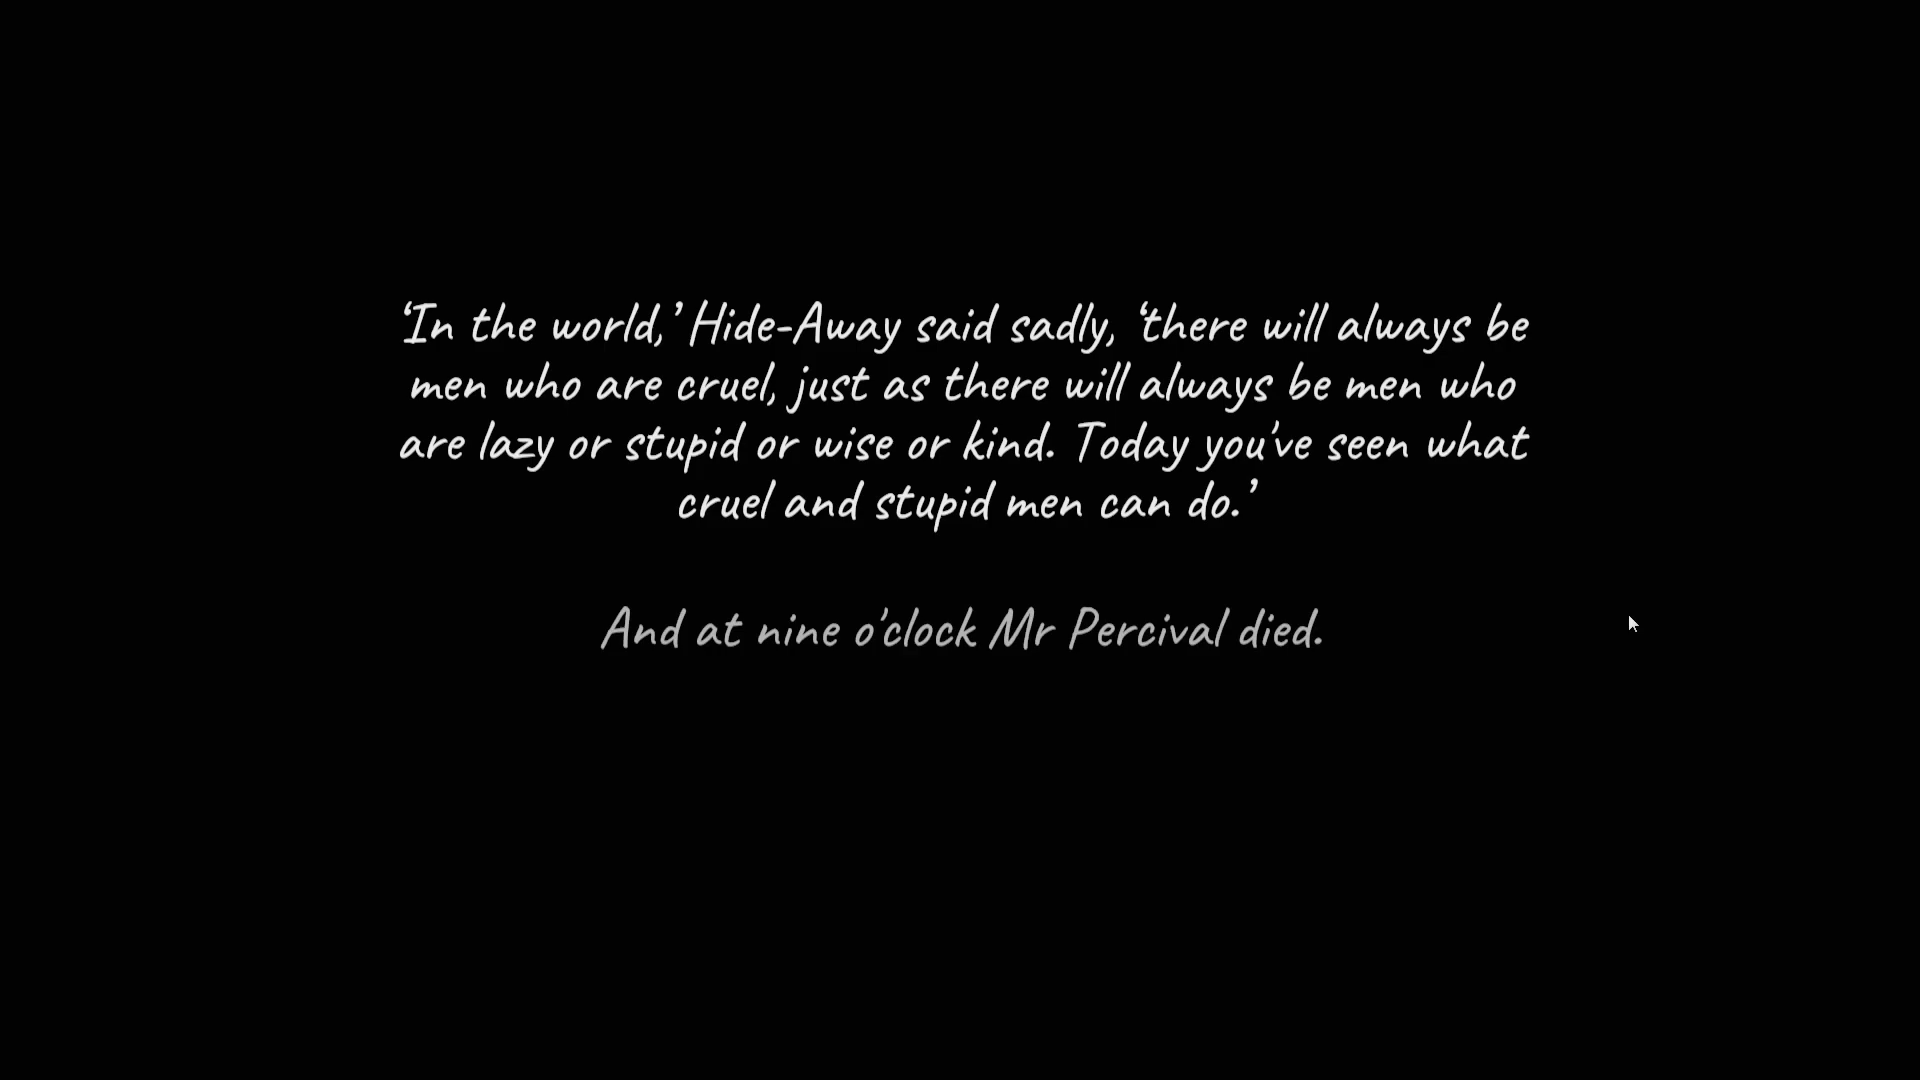 ‘In the world,’ Hide-Away said sadly, ‘there will always be
men who are cruel, just as there will always be men who
are lazy or stupid or wise or kind. Today you've seen what
cruel and stupid men can do.’
And at nine o'clock Mr Percival died.